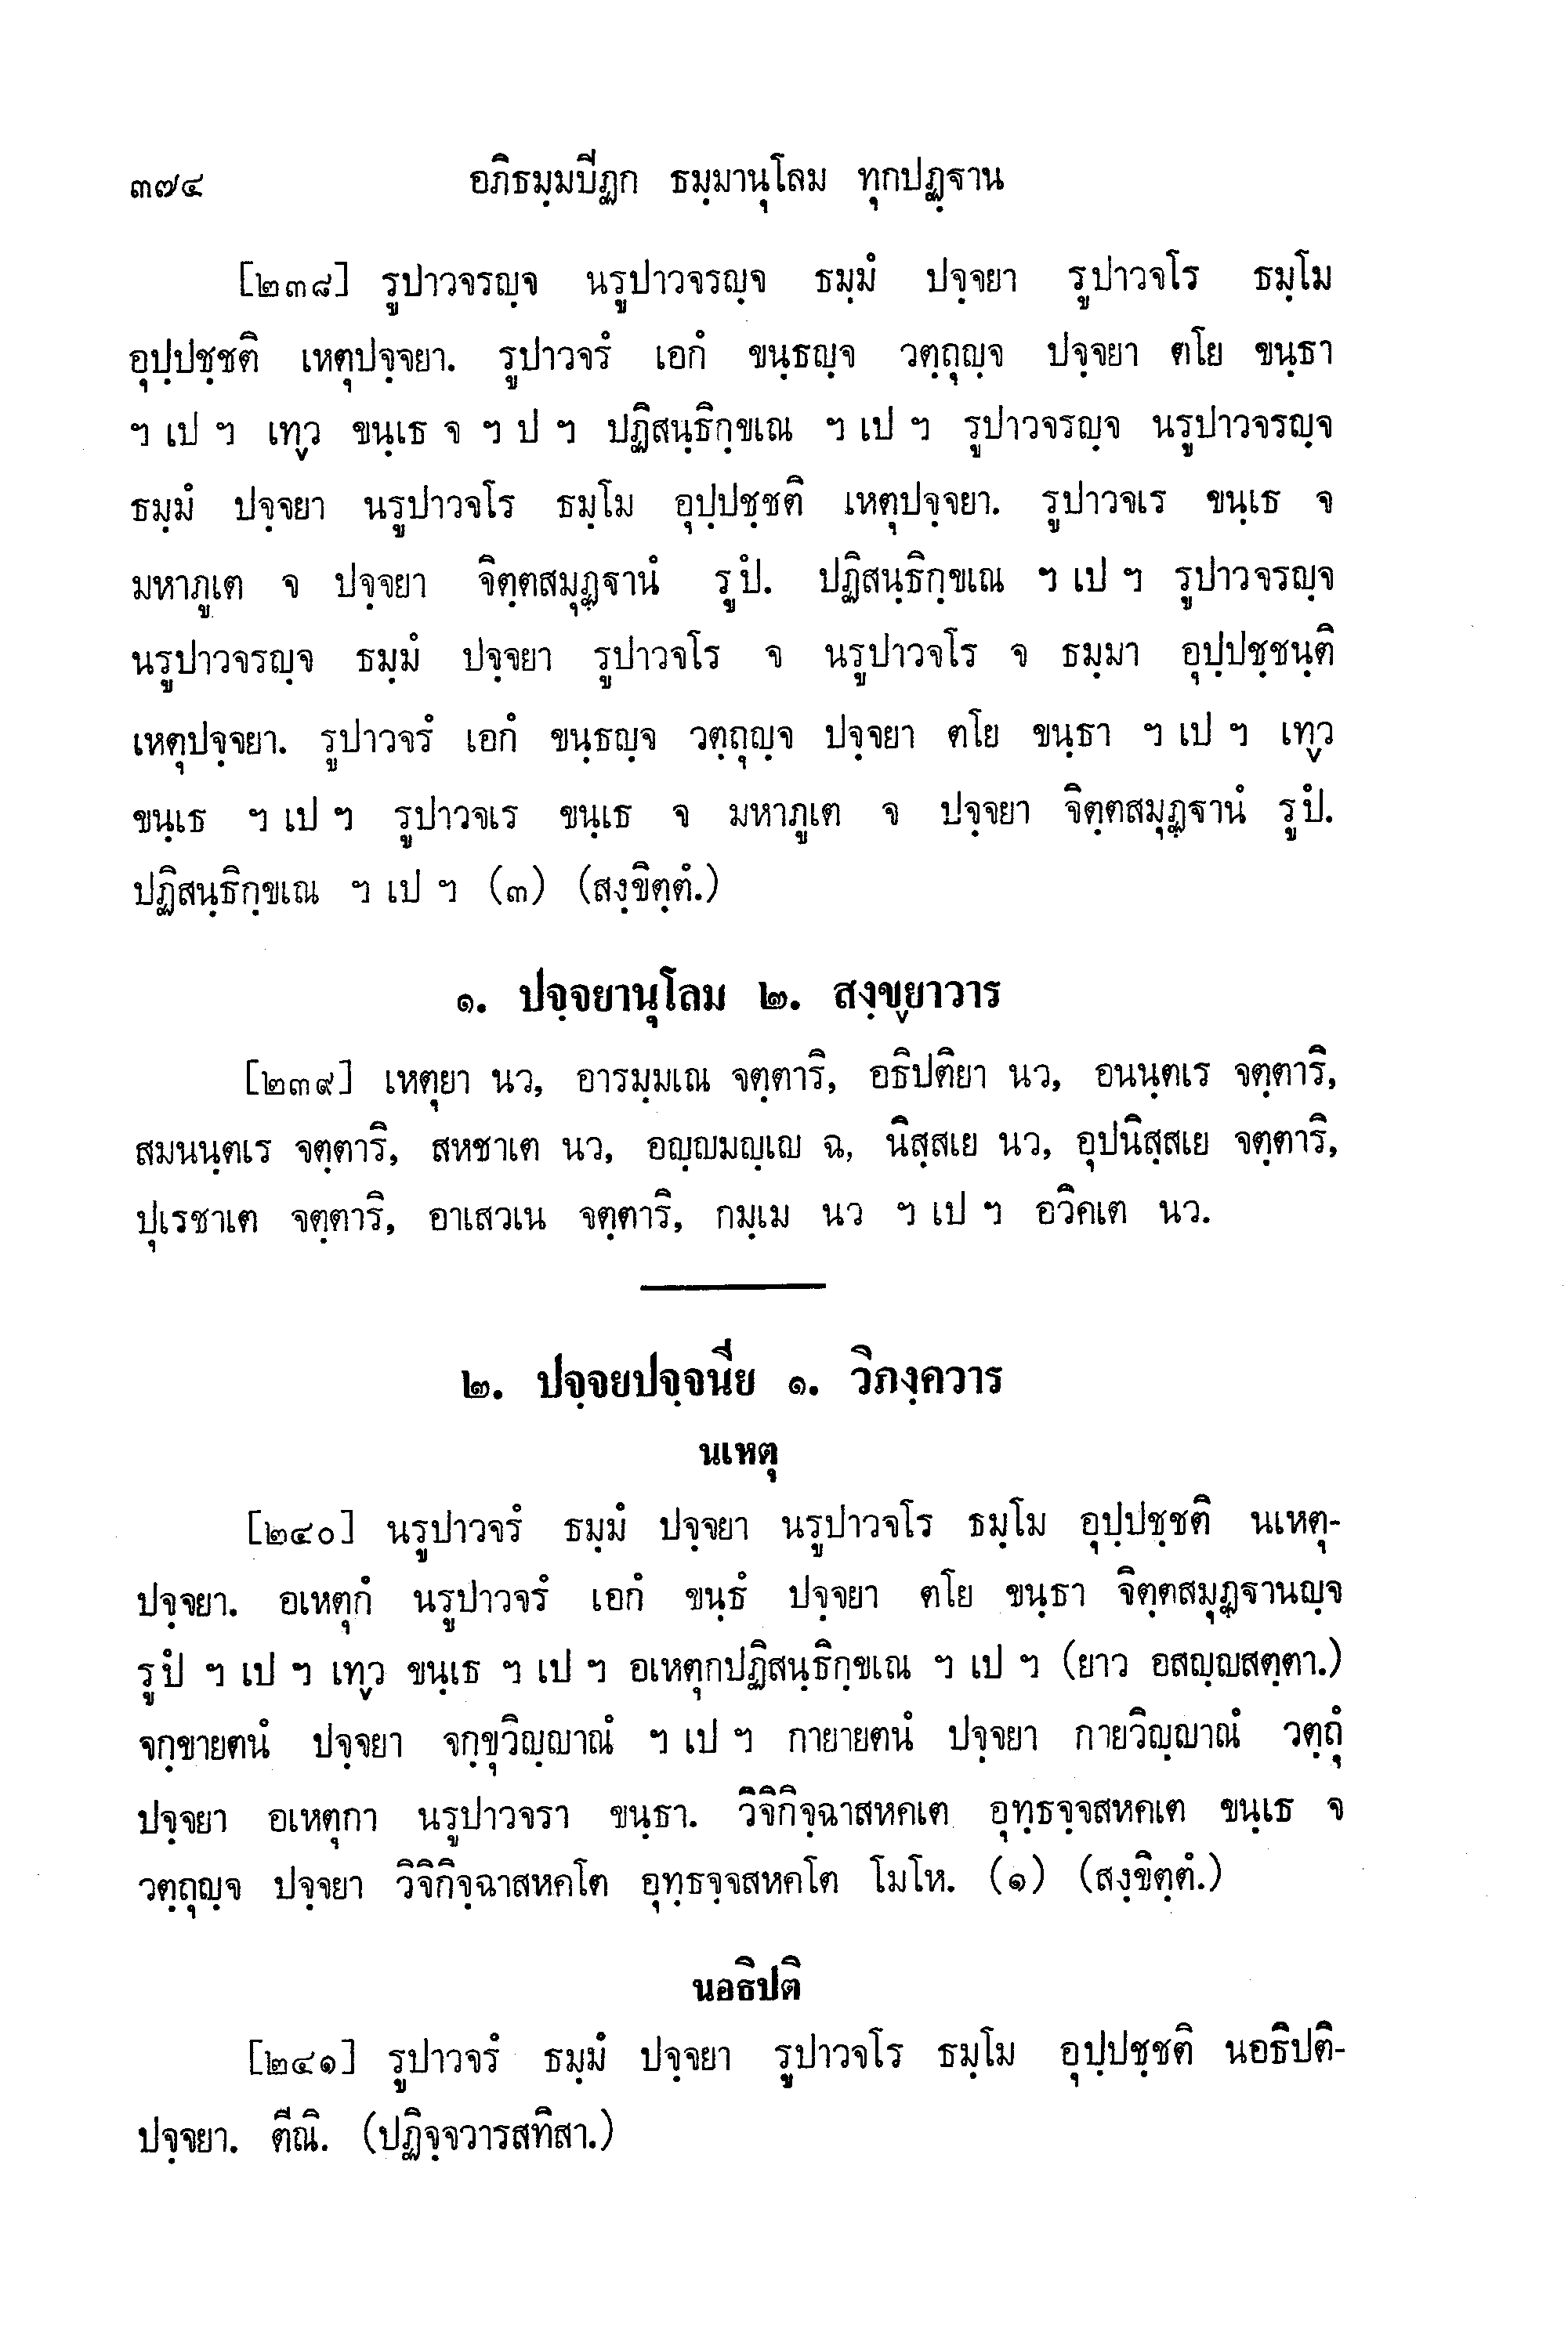 ๓๗๔ อภิธมฺมปีฏก ธมฺมานุโลม ทุกปฏฺฐาน
[๒๓๘] รูปาวจรญฺจ นรูปาวจรญฺจ ธมฺมํ ปจฺจยา รูปาวจโร ธมฺโม
อุปฺปชฺชติ เหตุปจฺจยา. รูปาวจรํ เอกํ ขนฺธญฺจ วตฺถุญฺจ ปจฺจยา ตโย ขนฺธา
ฯ เป ฯ เทฺว ขนฺเธ จ ฯ ป ฯ ปฏิสนฺธิกฺขเณ ฯ เป ฯ รูปาวจรญฺจ นรูปาวจรญฺจ
ธมฺมํ ปจฺจยา นรูปาวจโร ธมฺโม อุปฺปชฺชติ เหตุปจฺจยา. รูปาวจเร ขนฺเธ จ
มหาภูเต จ ปจฺจยา จิตฺตสมุฏฺฐานํ รูปํ. ปฏิสนฺธิกฺขเณ ฯ เป ฯ รูปาวจรญฺจ
นรูปาวจรญฺจ ธมฺมํ ปจฺจยา รูปาวจโร จ นรูปาวจโร จ ธมฺมา อุปฺปชฺชนฺติ
เหตุปจฺจยา. รูปาวจรํ เอกํ ขนฺธญฺจ วตฺถุญฺจ ปจฺจยา ตโย ขนฺธา ฯ เป ฯ เทฺว
ขนฺเธ ฯ เป ฯ รูปาวจเร ขนฺเธ จ มหาภูเต จ ปจฺจยา จิตฺตสมุฏฺฐานํ รูปํ.
ปฏิสนฺธิกฺขเณ ฯ เป ฯ (๓) (สงฺขิตฺตํ.)
๑. ปจฺจยานุโลม ๒. สงฺขฺยาวาร
[๒๓๙] เหตุยา นว, อารมฺมเณ จตฺตาริ, อธิปติยา นว, อนนฺตเร จตฺตาริ,
สมนนฺตเร จตฺตาริ, สหชาเต นว, อญฺญมญฺเญ ฉ, นิสฺสเย นว, อุปนิสฺสเย จตฺตาริ,
ปุเรชาเต จตฺตาริ, อาเสวเน จตฺตาริ, กมฺเม นว ฯ เป ฯ อวิคเต นว.
๒. ปจฺจยปจฺจนีย ๑. วิภงฺควาร
นเหตุ
[๒๔๐] นรูปาวจรํ ธมฺมํ ปจฺจยา นรูปาวจโร ธมฺโม อุปฺปชฺชติ นเหตุ-
ปจฺจยา. อเหตุกํ นรูปาวจรํ เอกํ ขนฺธํ ปจฺจยา ตโย ขนฺธา จิตฺตสมุฏฺฐานญฺจ
รูปํ ฯ เป ฯ เทฺว ขนฺเธ ฯ เป ฯ อเหตุกปฏิสนฺธิกฺขเณ ฯ เป ฯ (ยาว อสญฺญสตฺตา.)
จกฺขายตนํ ปจฺจยา จกฺขุวิญฺญาณํ ฯ เป ฯ กายายตนํ ปจฺจยา กายวิญฺญาณํ วตฺถุํ
ปจฺจยา อเหตุกา นรูปาวจรา ขนฺธา. วิจิกิจฺฉาสหคเต อุทฺธจฺจสหคเต ขนฺเธ จ
วตฺถุญฺจ ปจฺจยา วิจิกิจฺฉาสหคโต อุทฺธจฺจสหคโต โมโห. (๑) (สงฺขิตฺตํ.)
นอธิปติ
[๒๔๑] รูปาวจรํ ธมฺมํ ปจฺจยา รูปาวจโร ธมฺโม อุปฺปชฺชติ นอธิปติ-
ปจฺจยา. ตีณิ. (ปฏิจฺจวารสทิสา.)